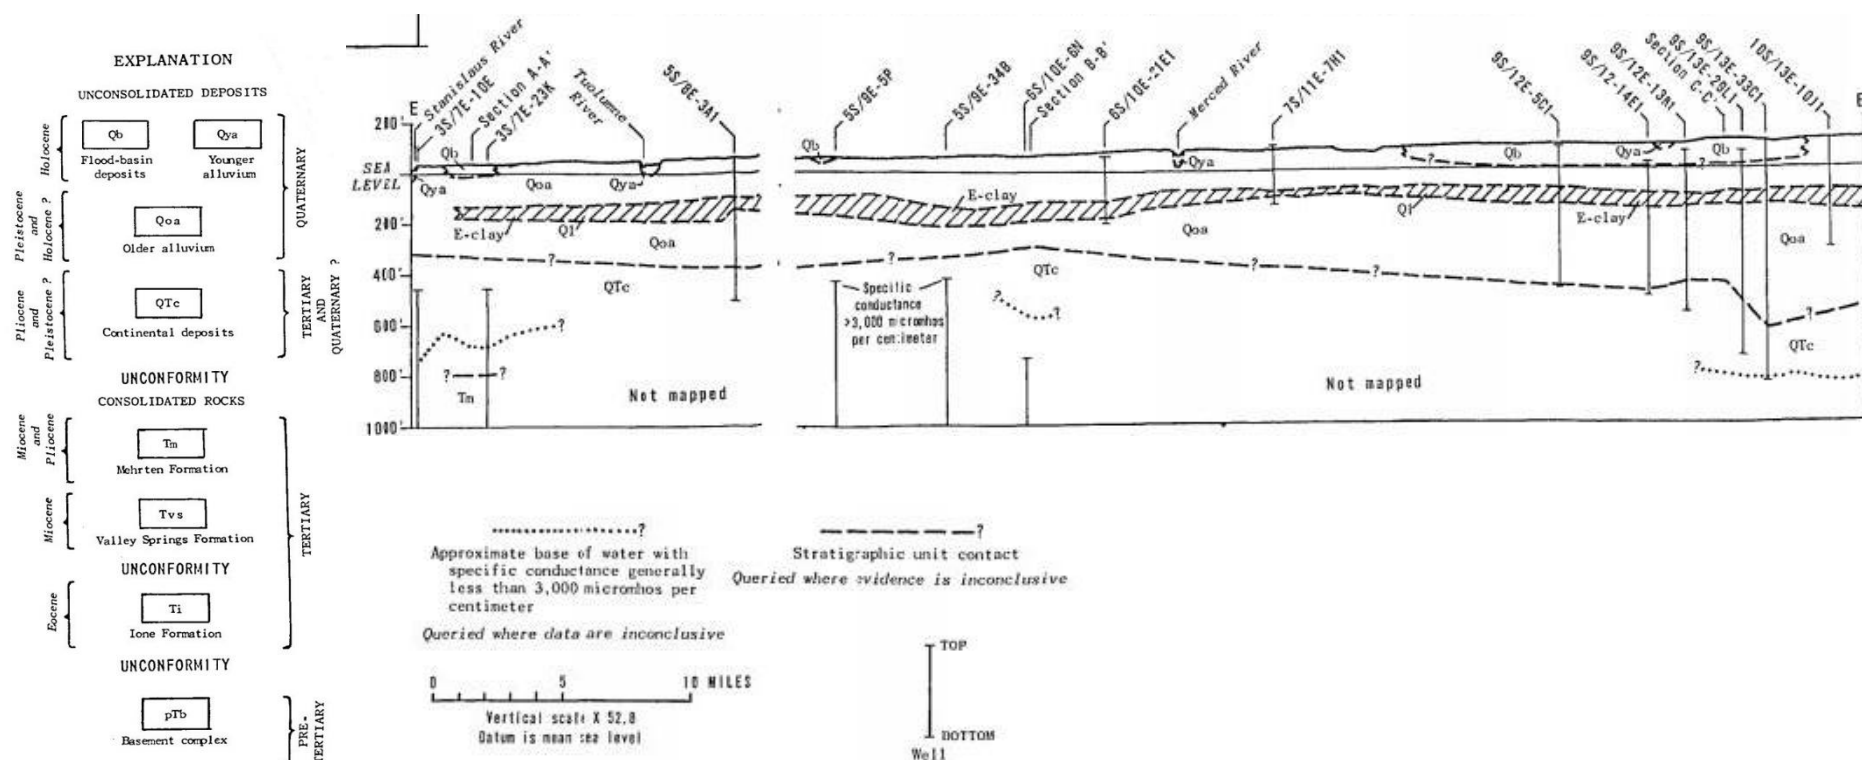 EXPLANATION
UNCONSOLIDATED DEPOSITS
Holocene
Qb
Qya
Flood-basin
deposits
Younger
alluvium
QUATERNARY
Pleistocene
and
Holocene ?
Qoa
Older alluvium
Pliocene
and
Pleistocene ?
QTc
Continental deposits
TERTIARY
AND
QUATERNARY ?
UNCONFORMITY
CONSOLIDATED ROCKS
Miocene
and
Pliocene
Tm
Mehrten Formation
Miocene
Tvs
Valley Springs Formation
TERTIARY
UNCONFORMITY
Eocene
Ti
Ione Formation
UNCONFORMITY
pTb
Basement complex
PRE-
TERTIARY
E
Stanislaus River
3S/7E-10E
Section A-A'
3S/7E-23K
Tuolumne
River
5S/8E-3A1
5S/9E-5P
5S/9E-34B
6S/10E-6N
Section B-B'
6S/10E-21E1
Merced River
7S/11E-7H1
9S/12E-5C1
9S/12-14E1
9S/12E-13A1
Section C-C'
9S/13E-29L1
9S/13E-33C1
10S/13E-10J1
200'
SEA
LEVEL
200'
400'
600'
800'
1000'
Qb
Qya
Qoa
Qya
Qb
Qya
?
Qb
Qya
?
Qb
?
E-clay
Ql
Qoa
E-clay
Qoa
Ql
E-clay
Qoa
?
QTc
?
?
QTc
?
?
?
QTc
?
?
?
Tm
Not mapped
Specific
conductance
>3,000 micromhos
per centimeter
?
?
Not mapped
?
?
Approximate base of water with
specific conductance generally
less than 3,000 micromhos per
centimeter
Queried where data are inconclusive
?
Stratigraphic unit contact
Queried where evidence is inconclusive
0 5 10 MILES
Vertical scale X 52.8
Datum is mean sea level
TOP
BOTTOM
Well